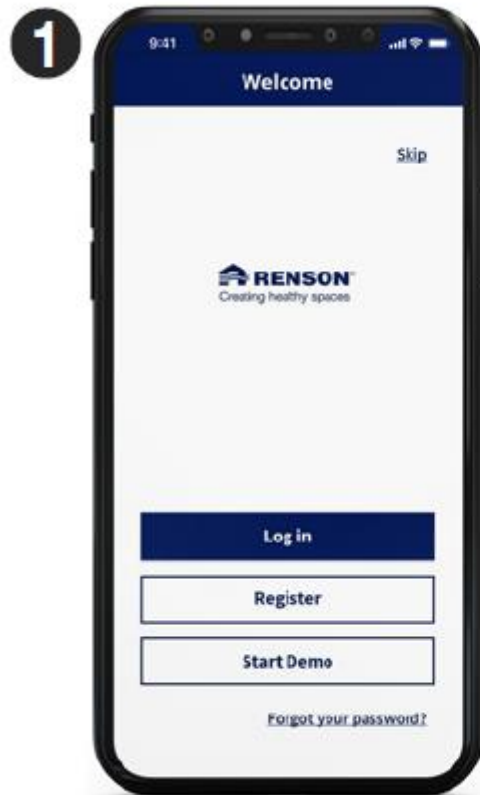 1
9:41
Welcome
Skip
RENSON
Creating healthy spaces
Log in
Register
Start Demo
Forgot your password?